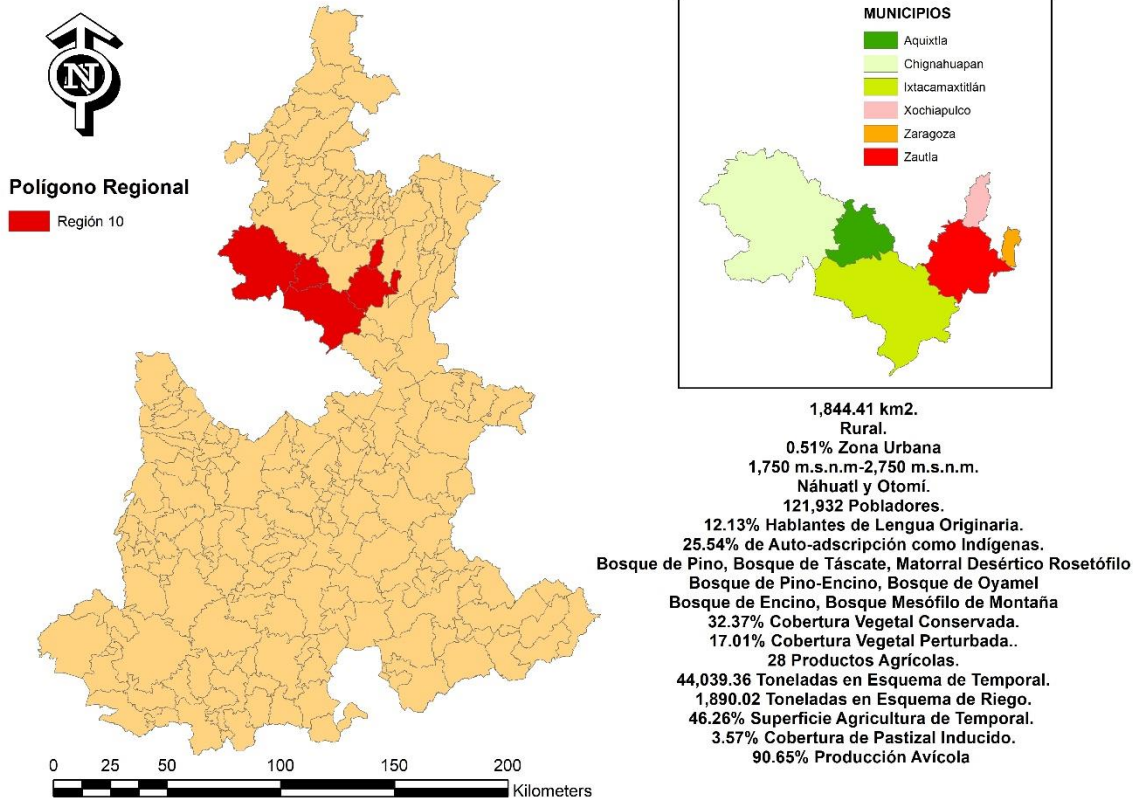 N
Polígono Regional
Región 10
0 25 50 100 150 200
Kilometers
MUNICIPIOS
Aquixtla
Chignahuapan
Ixtacamaxtitlán
Xochiapulco
Zaragoza
Zautla
1,844.41 km2.
Rural.
0.51% Zona Urbana
1,750 m.s.n.m-2,750 m.s.n.m.
Náhuatl y Otomí.
121,932 Pobladores.
12.13% Hablantes de Lengua Originaria.
25.54% de Auto-adscripción como Indígenas.
Bosque de Pino, Bosque de Táscate, Matorral Desértico Rosetófilo
Bosque de Pino-Encino, Bosque de Oyamel
Bosque de Encino, Bosque Mesófilo de Montaña
32.37% Cobertura Vegetal Conservada.
17.01% Cobertura Vegetal Perturbada..
28 Productos Agrícolas.
44,039.36 Toneladas en Esquema de Temporal.
1,890.02 Toneladas en Esquema de Riego.
46.26% Superficie Agricultura de Temporal.
3.57% Cobertura de Pastizal Inducido.
90.65% Producción Avícola